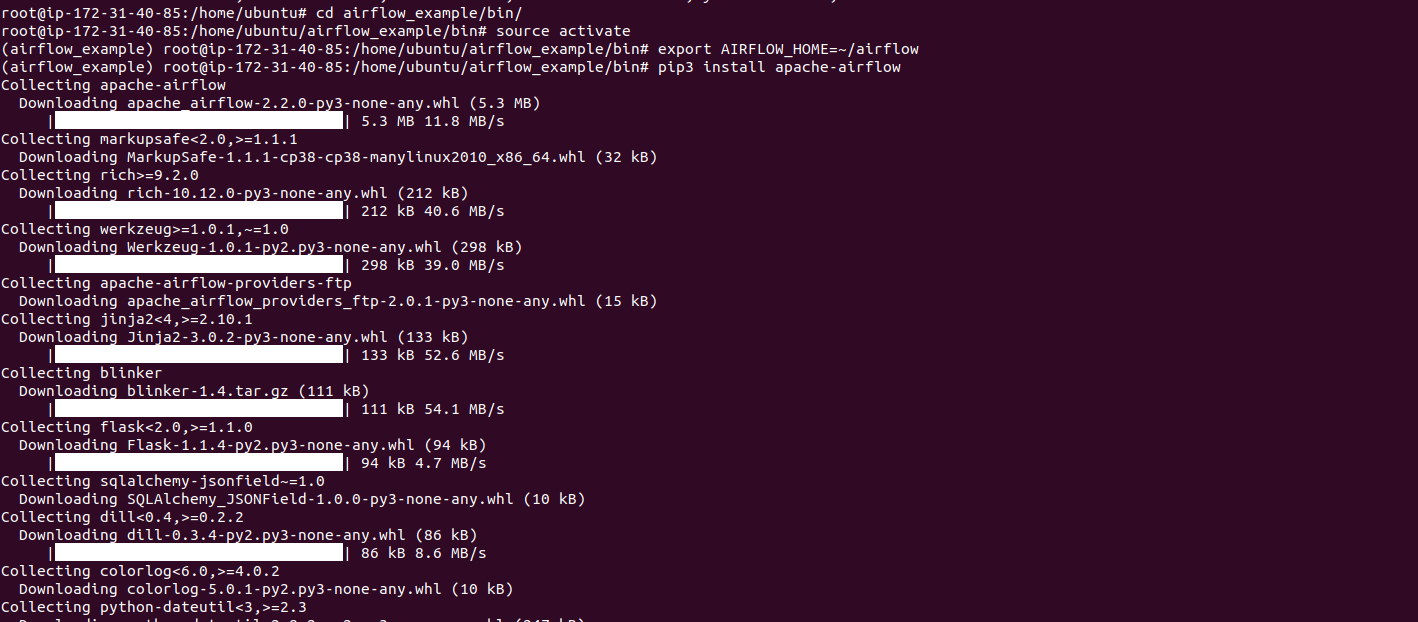 root@ip-172-31-40-85:/home/ubuntu# cd airflow_example/bin/
root@ip-172-31-40-85:/home/ubuntu/airflow_example/bin# source activate
(airflow_example) root@ip-172-31-40-85:/home/ubuntu/airflow_example/bin# export AIRFLOW_HOME=~/airflow
(airflow_example) root@ip-172-31-40-85:/home/ubuntu/airflow_example/bin# pip3 install apache-airflow
Collecting apache-airflow
  Downloading apache_airflow-2.2.0-py3-none-any.whl (5.3 MB)
| | 5.3 MB 11.8 MB/s
Collecting markupsafe<2.0,>=1.1.1
  Downloading MarkupSafe-1.1.1-cp38-cp38-manylinux2010_x86_64.whl (32 kB)
Collecting rich>=9.2.0
  Downloading rich-10.12.0-py3-none-any.whl (212 kB)
| | 212 kB 40.6 MB/s
Collecting werkzeug>=1.0.1,~=1.0
  Downloading Werkzeug-1.0.1-py2.py3-none-any.whl (298 kB)
| | 298 kB 39.0 MB/s
Collecting apache-airflow-providers-ftp
  Downloading apache_airflow_providers_ftp-2.0.1-py3-none-any.whl (15 kB)
Collecting jinja2<4,>=2.10.1
  Downloading Jinja2-3.0.2-py3-none-any.whl (133 kB)
| | 133 kB 52.6 MB/s
Collecting blinker
  Downloading blinker-1.4.tar.gz (111 kB)
| | 111 kB 54.1 MB/s
Collecting flask<2.0,>=1.1.0
  Downloading Flask-1.1.4-py2.py3-none-any.whl (94 kB)
| | 94 kB 4.7 MB/s
Collecting sqlalchemy-jsonfield~=1.0
  Downloading SQLAlchemy_JSONField-1.0.0-py3-none-any.whl (10 kB)
Collecting dill<0.4,>=0.2.2
  Downloading dill-0.3.4-py2.py3-none-any.whl (86 kB)
| | 86 kB 8.6 MB/s
Collecting colorlog<6.0,>=4.0.2
  Downloading colorlog-5.0.1-py2.py3-none-any.whl (10 kB)
Collecting python-dateutil<3,>=2.3